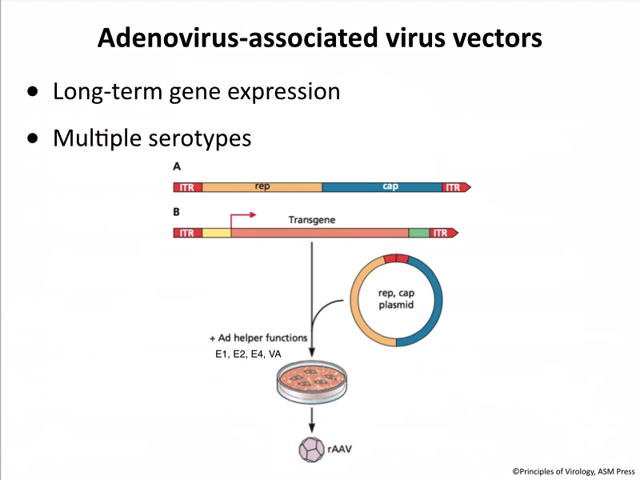 Adenovirus-associated virus vectors
● Long-term gene expression
● Multiple serotypes
A
ITR rep cap ITR
B
Transgene
ITR ITR
rep, cap
plasmid
+ Ad helper functions
E1, E2, E4, VA
rAAV
©Principles of Virology, ASM Press